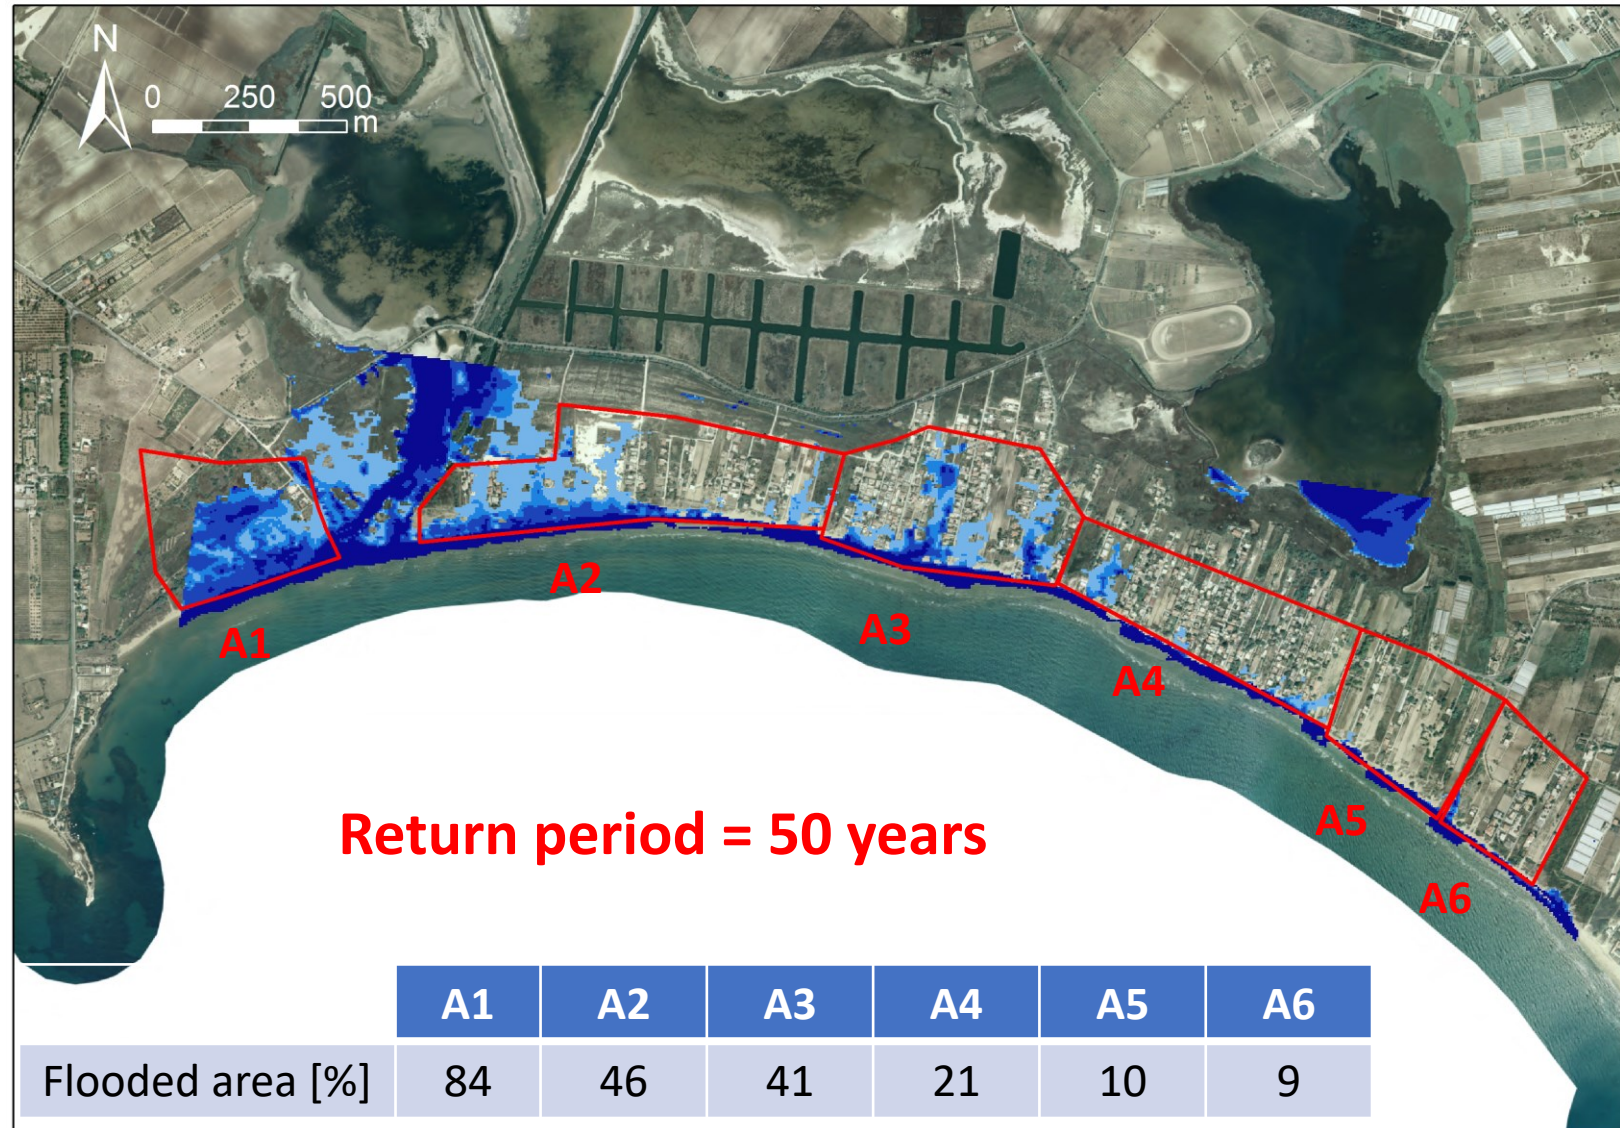 N
0 250 500
m
A1
A2
A3
A4
A5
A6
Return period = 50 years
A1 A2 A3 A4 A5 A6
Flooded area [%] 84 46 41 21 10 9